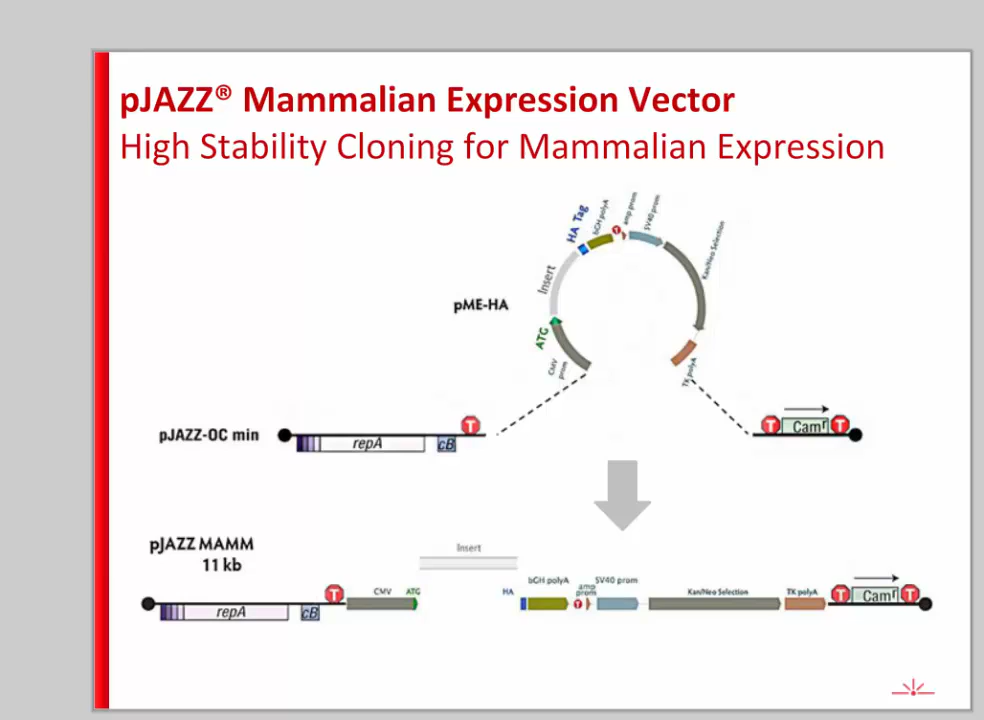 pJAZZ® Mammalian Expression Vector
High Stability Cloning for Mammalian Expression
HA Tag
bGH polyA
T
amp prom
SV40 prom
Kan/Neo Selection
Insert
pME-HA
ATG
CMV
prom
TK polyA
pJAZZ-OC min
repA
cB
T
T
Camr
T
pJAZZ MAMM
11 kb
Insert
repA
cB
T
CMV
ATG
HA
bGH polyA
T
amp
prom
SV40 prom
Kan/Neo Selection
TK polyA
T
Camr
T